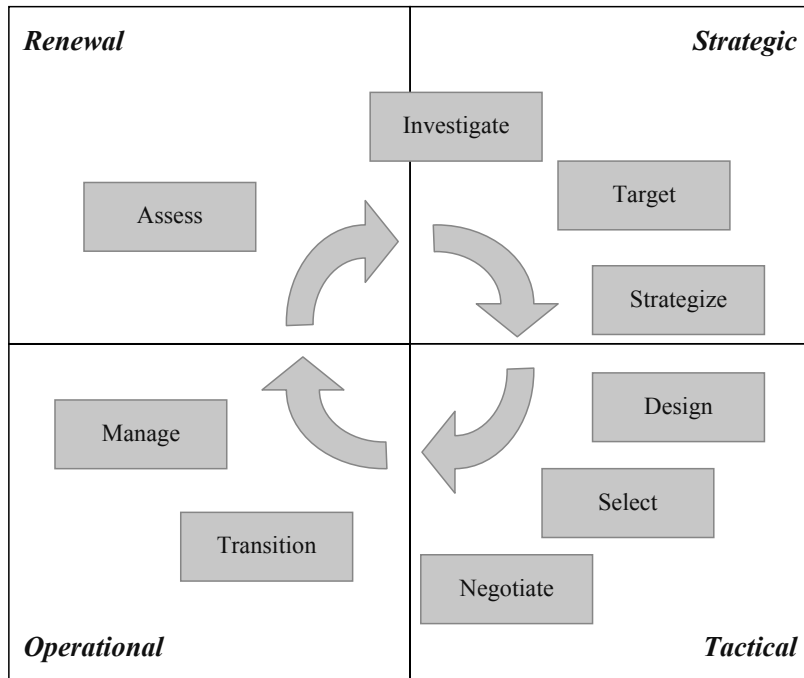 Renewal
Strategic
Investigate
Target
Assess
Strategize
Design
Manage
Select
Transition
Negotiate
Operational
Tactical